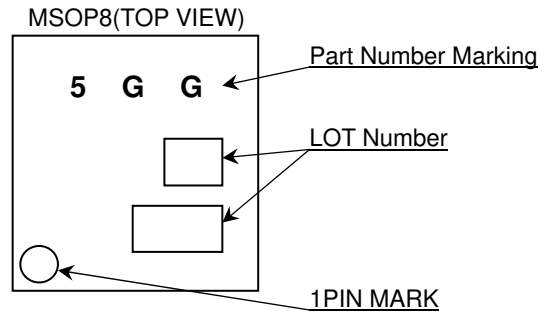 MSOP8(TOP VIEW)
Part Number Marking
5 G G
LOT Number
1PIN MARK